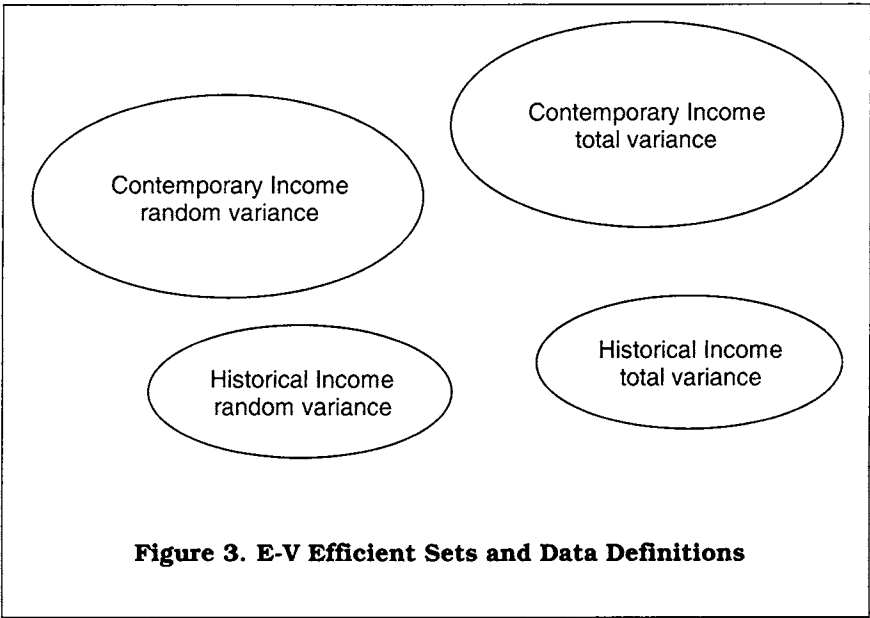 Contemporary Income
total variance
Contemporary Income
random variance
Historical Income
total variance
Historical Income
random variance
Figure 3. E-V Efficient Sets and Data Definitions